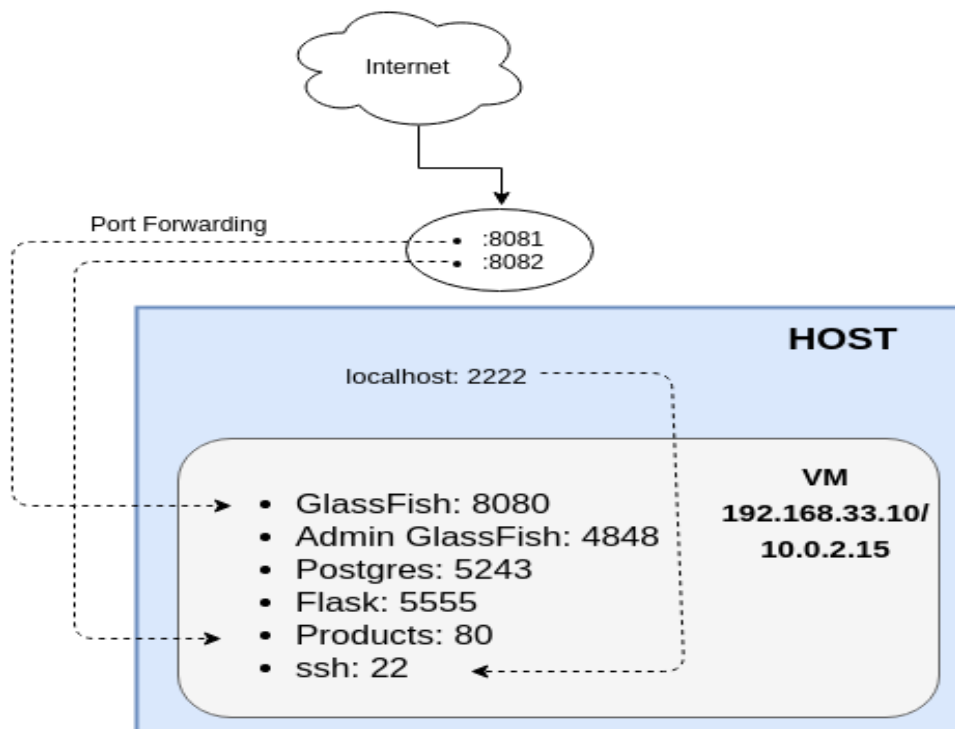 Internet
Port Forwarding
:8081
:8082
HOST
localhost: 2222
VM
192.168.33.10/
10.0.2.15
GlassFish: 8080
Admin GlassFish: 4848
Postgres: 5243
Flask: 5555
Products: 80
ssh: 22